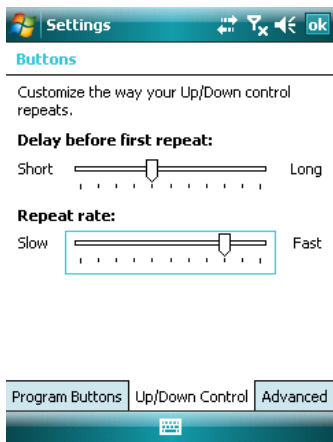 Settings
ok
Buttons
Customize the way your Up/Down control
repeats.
Delay before first repeat:
Short Long
Repeat rate:
Slow Fast
Program Buttons Up/Down Control Advanced